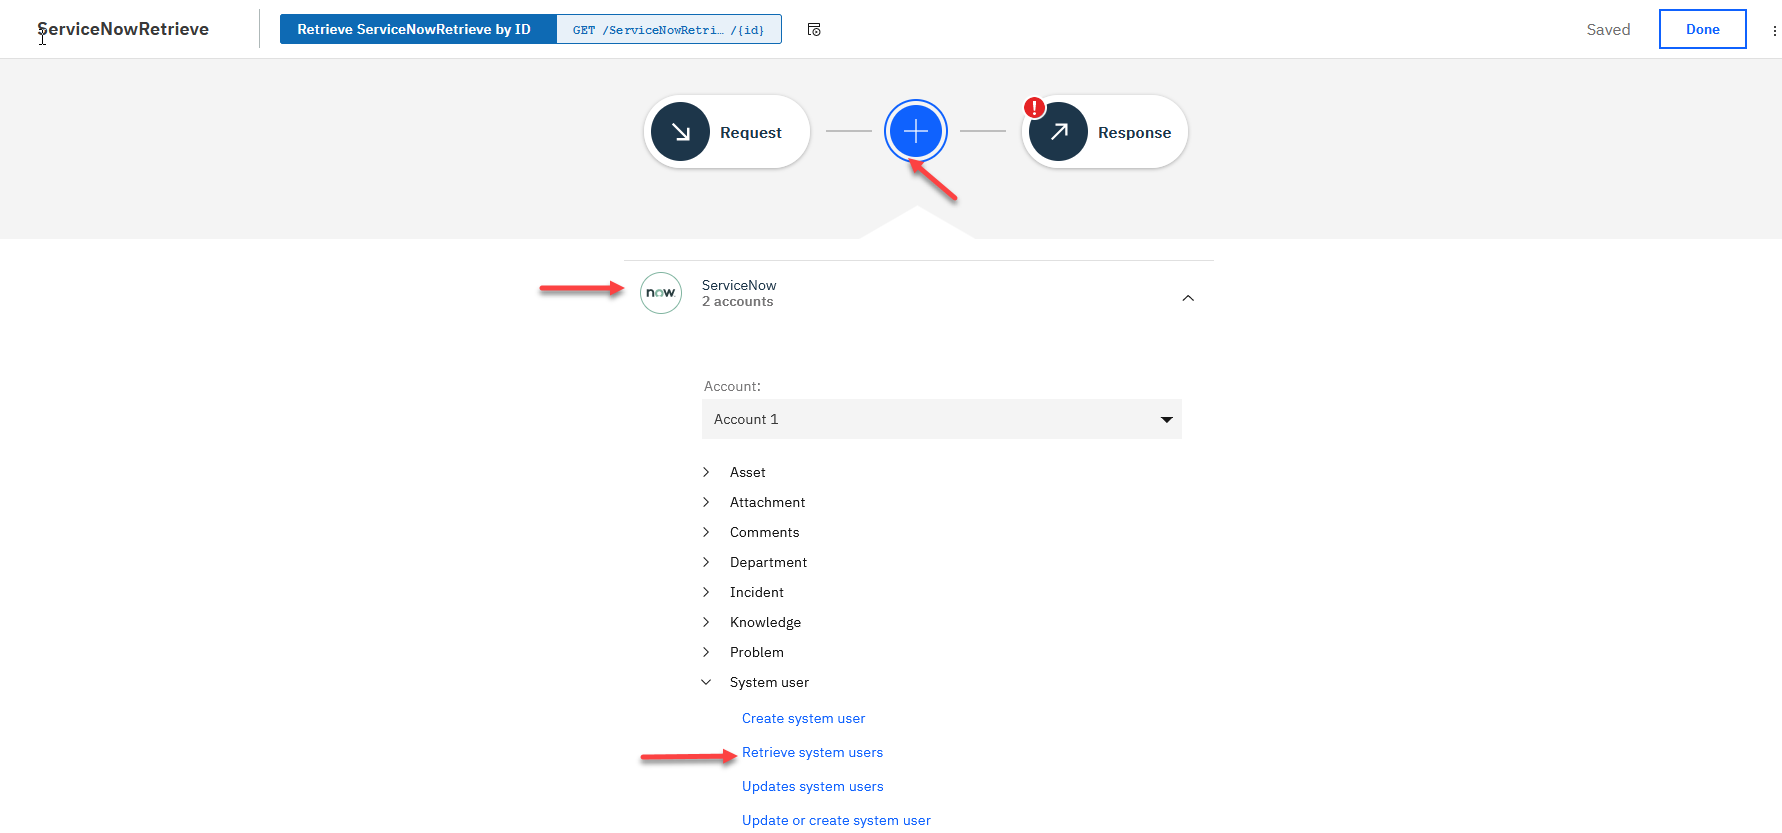 ServiceNowRetrieve
Retrieve ServiceNowRetrieve by ID
GET /ServiceNowRetri… /{id}
Saved
Done
Request
!
Response
now
ServiceNow
2 accounts
Account:
Account 1
Asset
Attachment
Comments
Department
Incident
Knowledge
Problem
System user
Create system user
Retrieve system users
Updates system users
Update or create system user